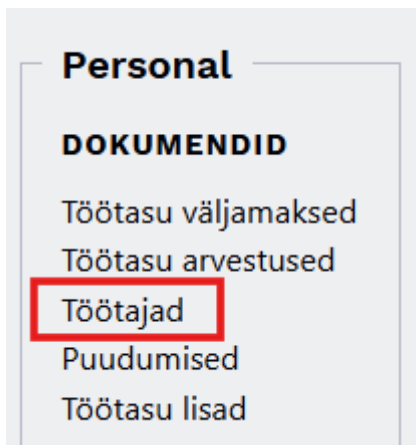 Personal
DOKUMENDID
Töötasu väljamaksed
Töötasu arvestused
Töötajad
Puudumised
Töötasu lisad